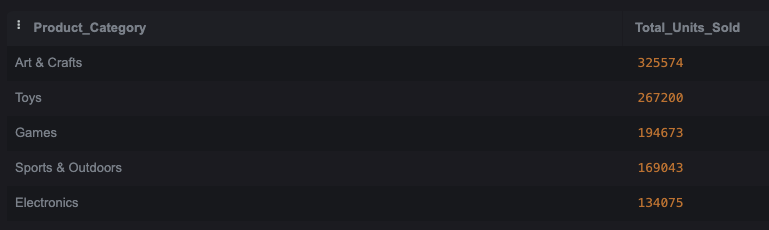 Product_Category Total_Units_Sold
Art & Crafts 325574
Toys 267200
Games 194673
Sports & Outdoors 169043
Electronics 134075